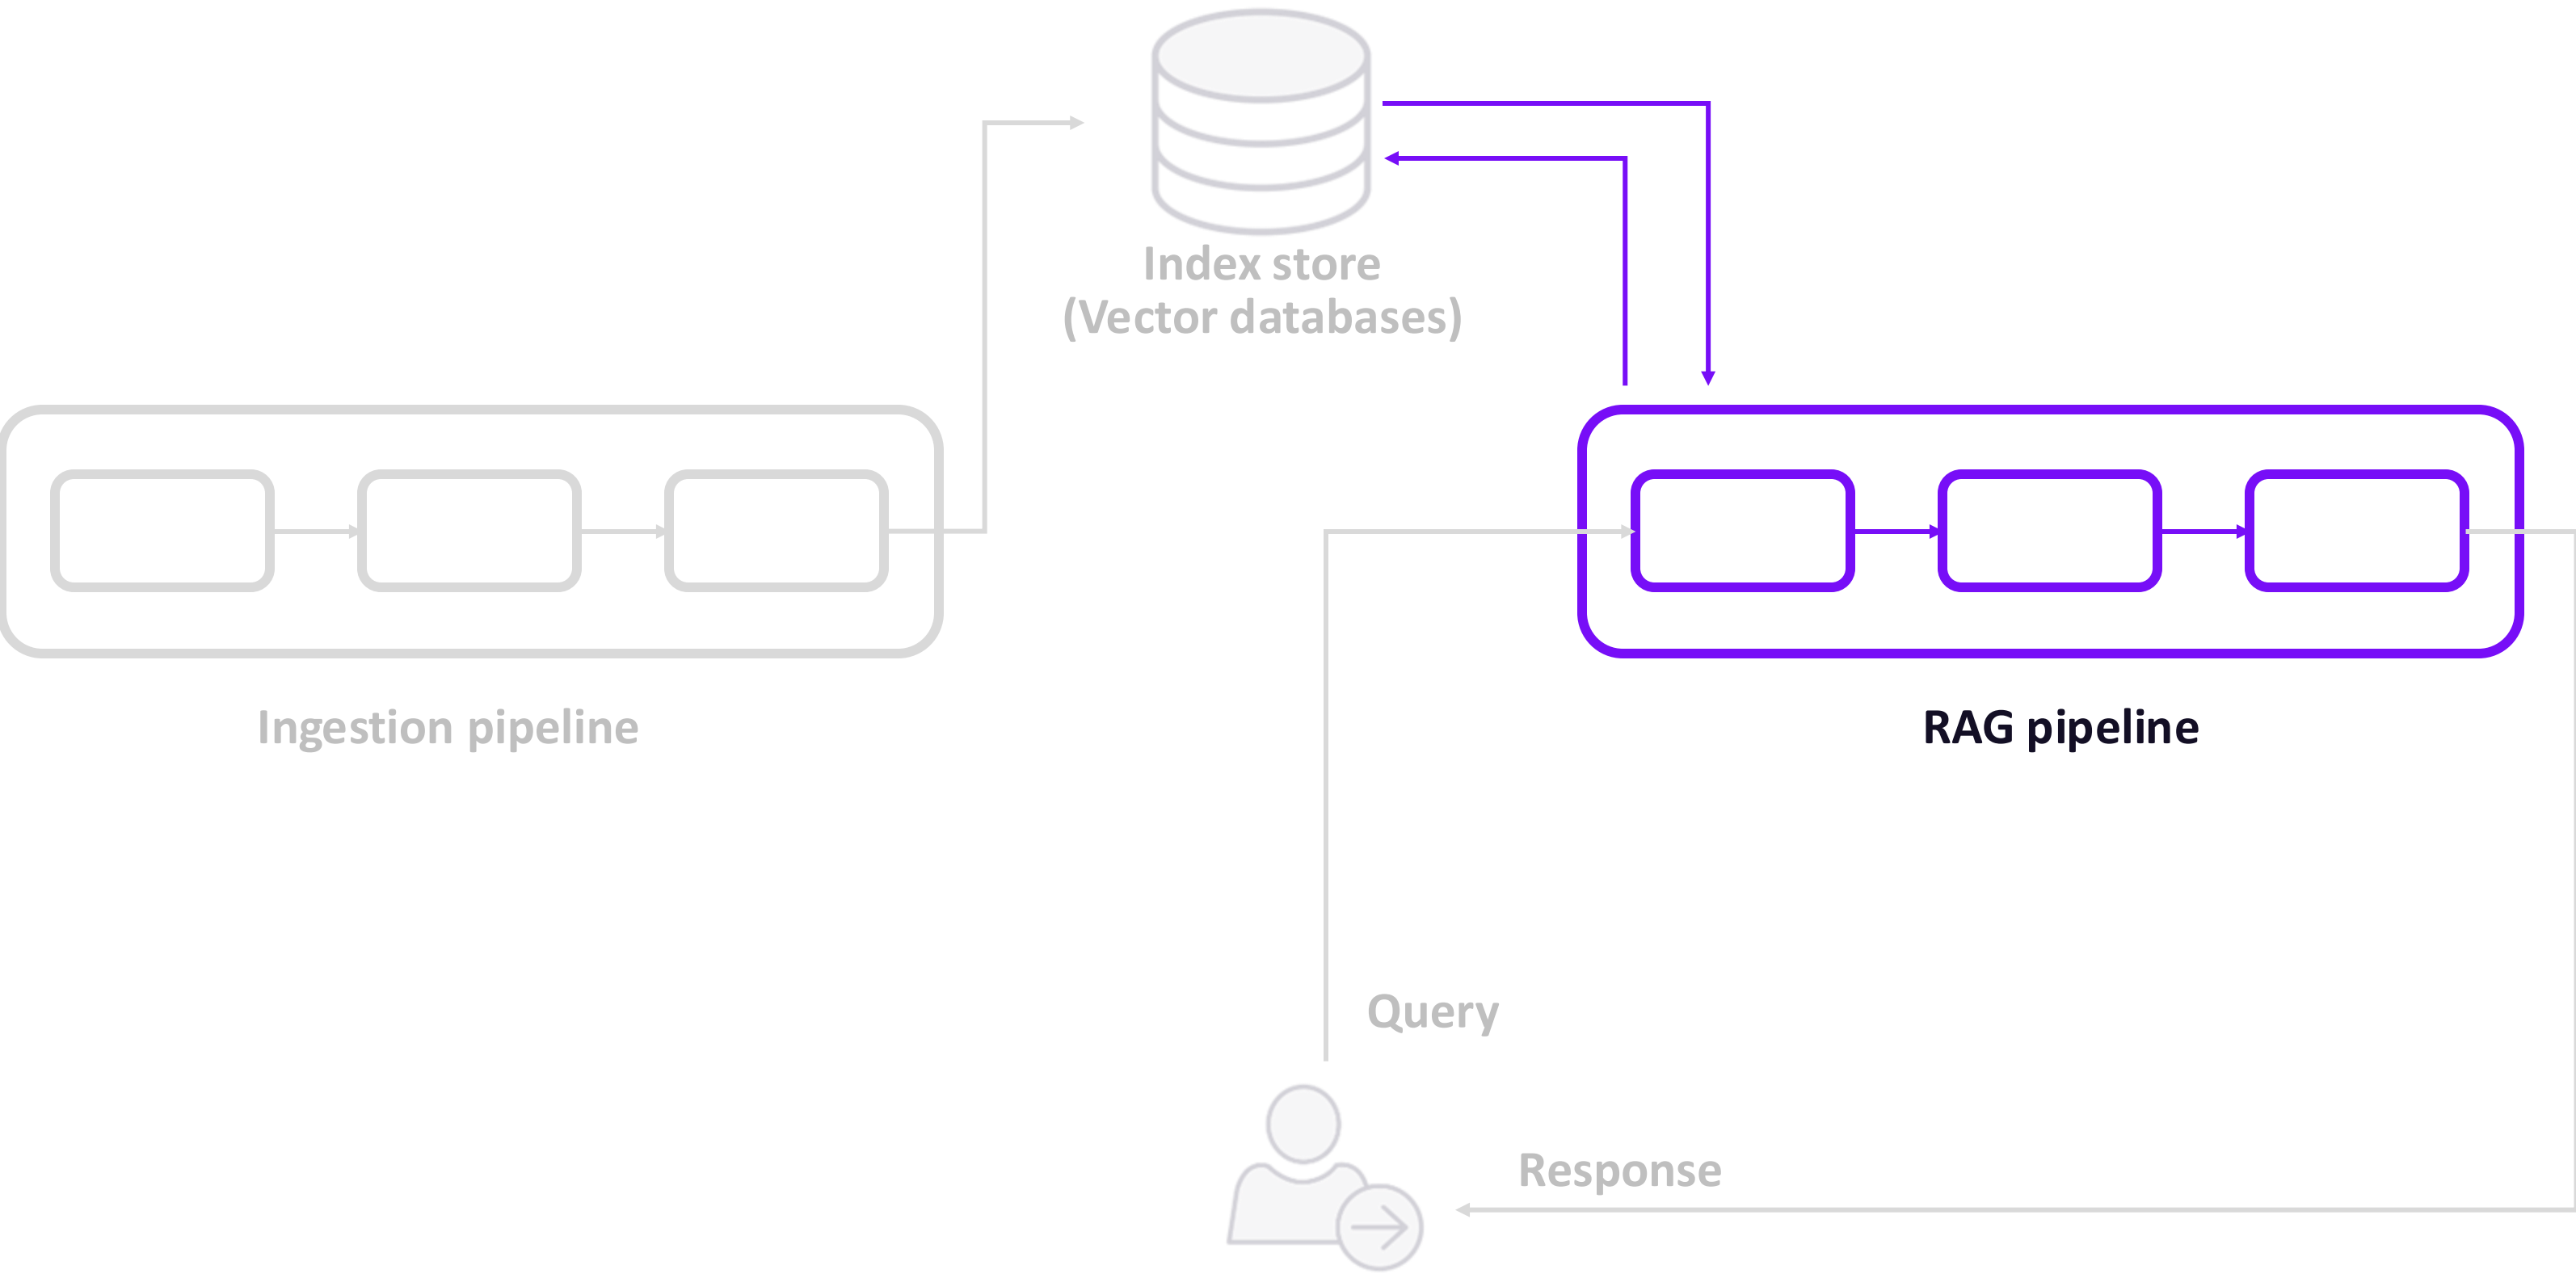 Index store
(Vector databases)
Ingestion pipeline
RAG pipeline
Query
Response